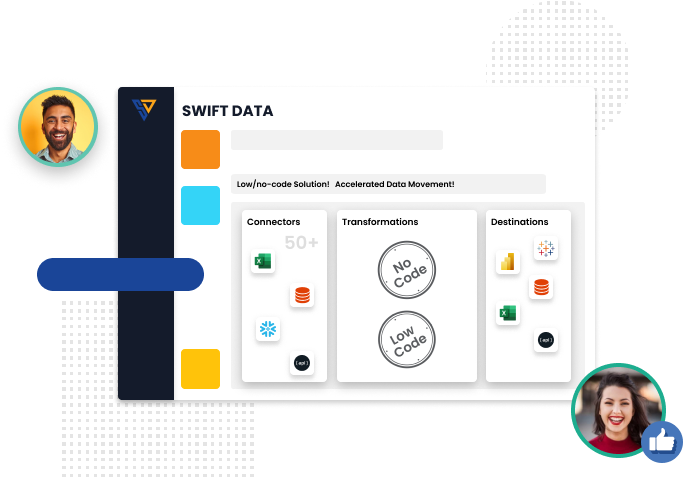 SWIFT DATA
Low/no-code Solution! Accelerated Data Movement!
Connectors
50+
Transformations
No
Code
Low
Code
Destinations
{api}
{api}